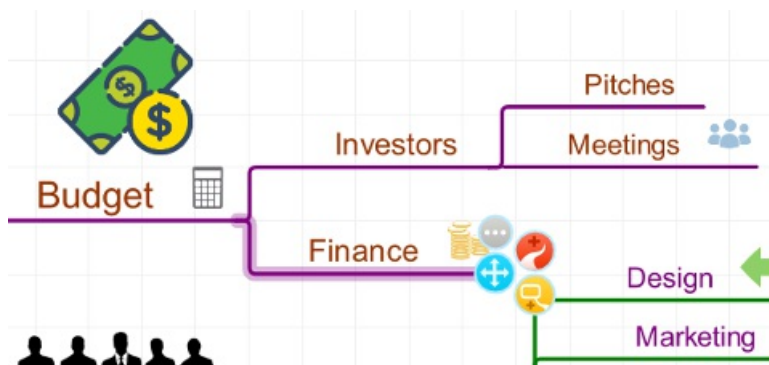 Pitches
Investors
Meetings
Budget
Finance
Design
Marketing